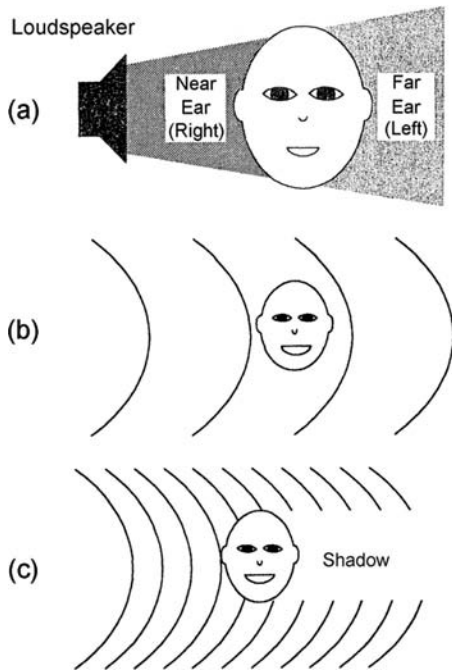 Loudspeaker
(a)
Near
Ear
(Right)
Far
Ear
(Left)
(b)
(c)
Shadow